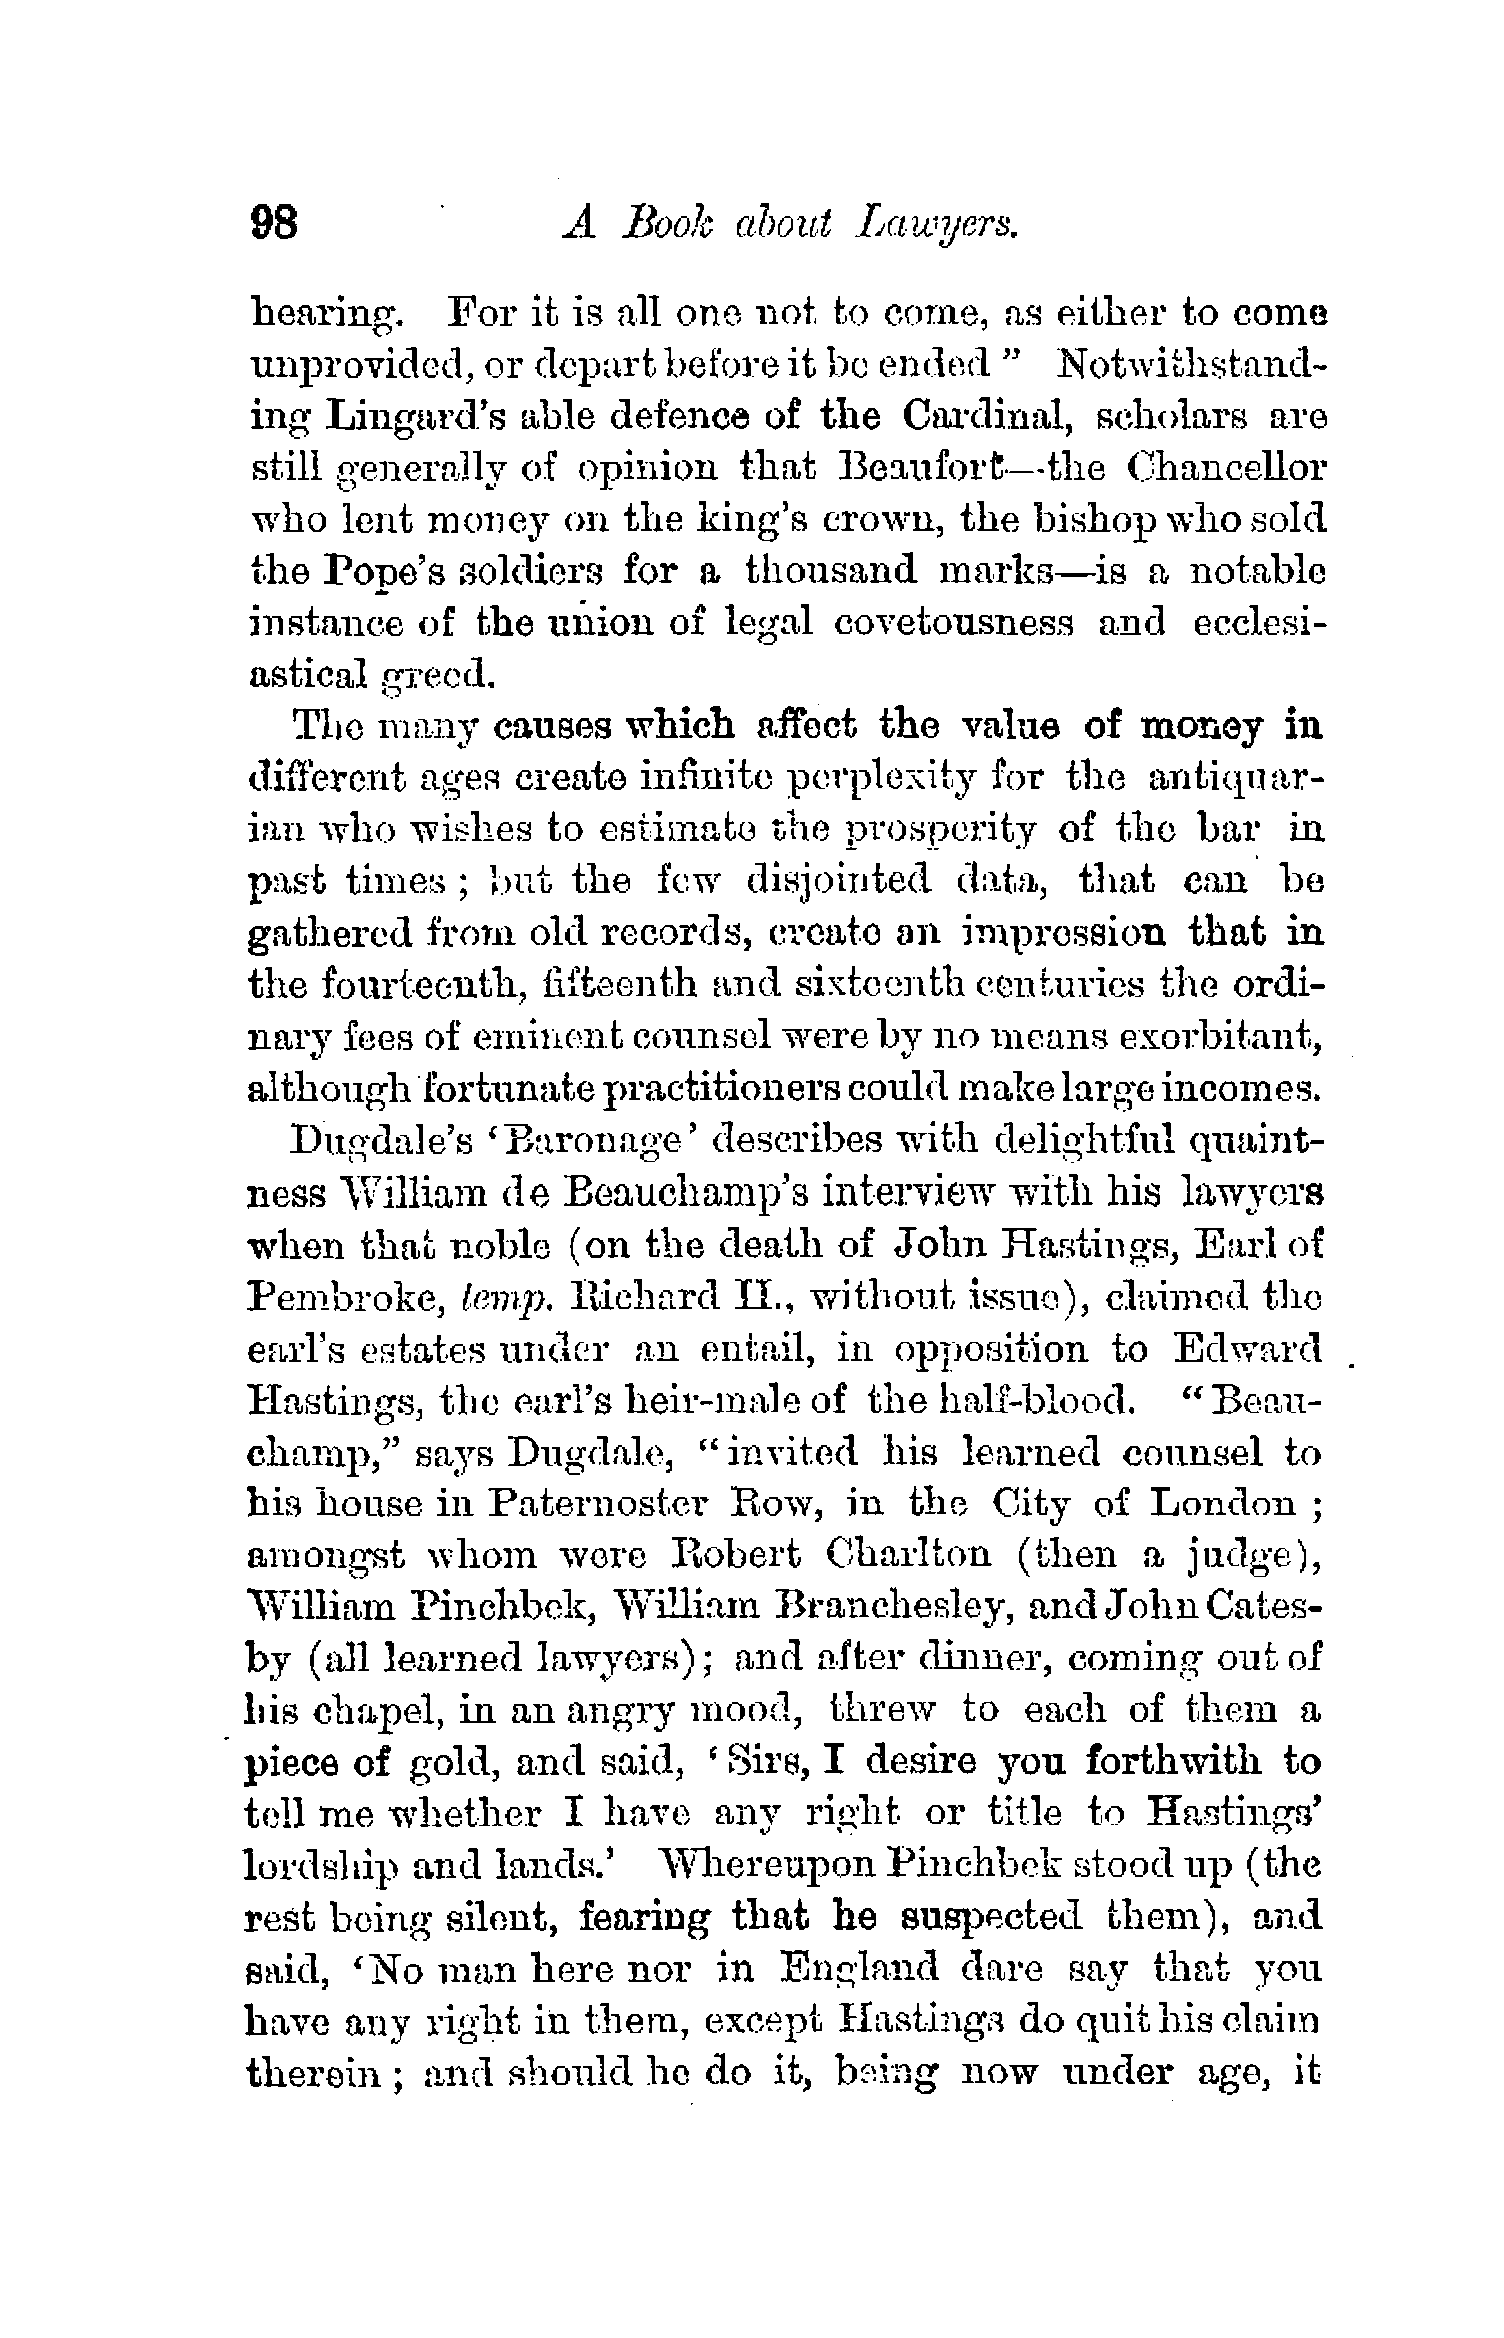 98 A Book about Lawyers.
hearing. For it is all one not to come, as either to come
unprovided, or depart before it be ended ” Notwithstand-
ing Lingard's able defence of the Cardinal, scholars are
still generally of opinion that Beaufort—the Chancellor
who lent money on the king's crown, the bishop who sold
the Pope's soldiers for a thousand marks—is a notable
instance of the union of legal covetousness and ecclesi-
astical greed.
The many causes which affect the value of money in
different ages create infinite perplexity for the antiquar-
ian who wishes to estimate the prosperity of the bar in
past times ; but the few disjointed data, that can be
gathered from old records, create an impression that in
the fourteenth, fifteenth and sixteenth centuries the ordi-
nary fees of eminent counsel were by no means exorbitant,
although fortunate practitioners could make large incomes.
Dugdale's ‘Baronage’ describes with delightful quaint-
ness William de Beauchamp's interview with his lawyers
when that noble (on the death of John Hastings, Earl of
Pembroke, temp. Richard II., without issue), claimed the
earl's estates under an entail, in opposition to Edward
Hastings, the earl's heir-male of the half-blood. “Beau-
champ,” says Dugdale, “invited his learned counsel to
his house in Paternoster Row, in the City of London ;
amongst whom were Robert Charlton (then a judge),
William Pinchbek, William Branchesley, and John Cates-
by (all learned lawyers); and after dinner, coming out of
his chapel, in an angry mood, threw to each of them a
piece of gold, and said, ‘Sirs, I desire you forthwith to
tell me whether I have any right or title to Hastings’
lordship and lands.’ Whereupon Pinchbek stood up (the
rest being silent, fearing that he suspected them), and
said, ‘No man here nor in England dare say that you
have any right in them, except Hastings do quit his claim
therein ; and should he do it, being now under age, it